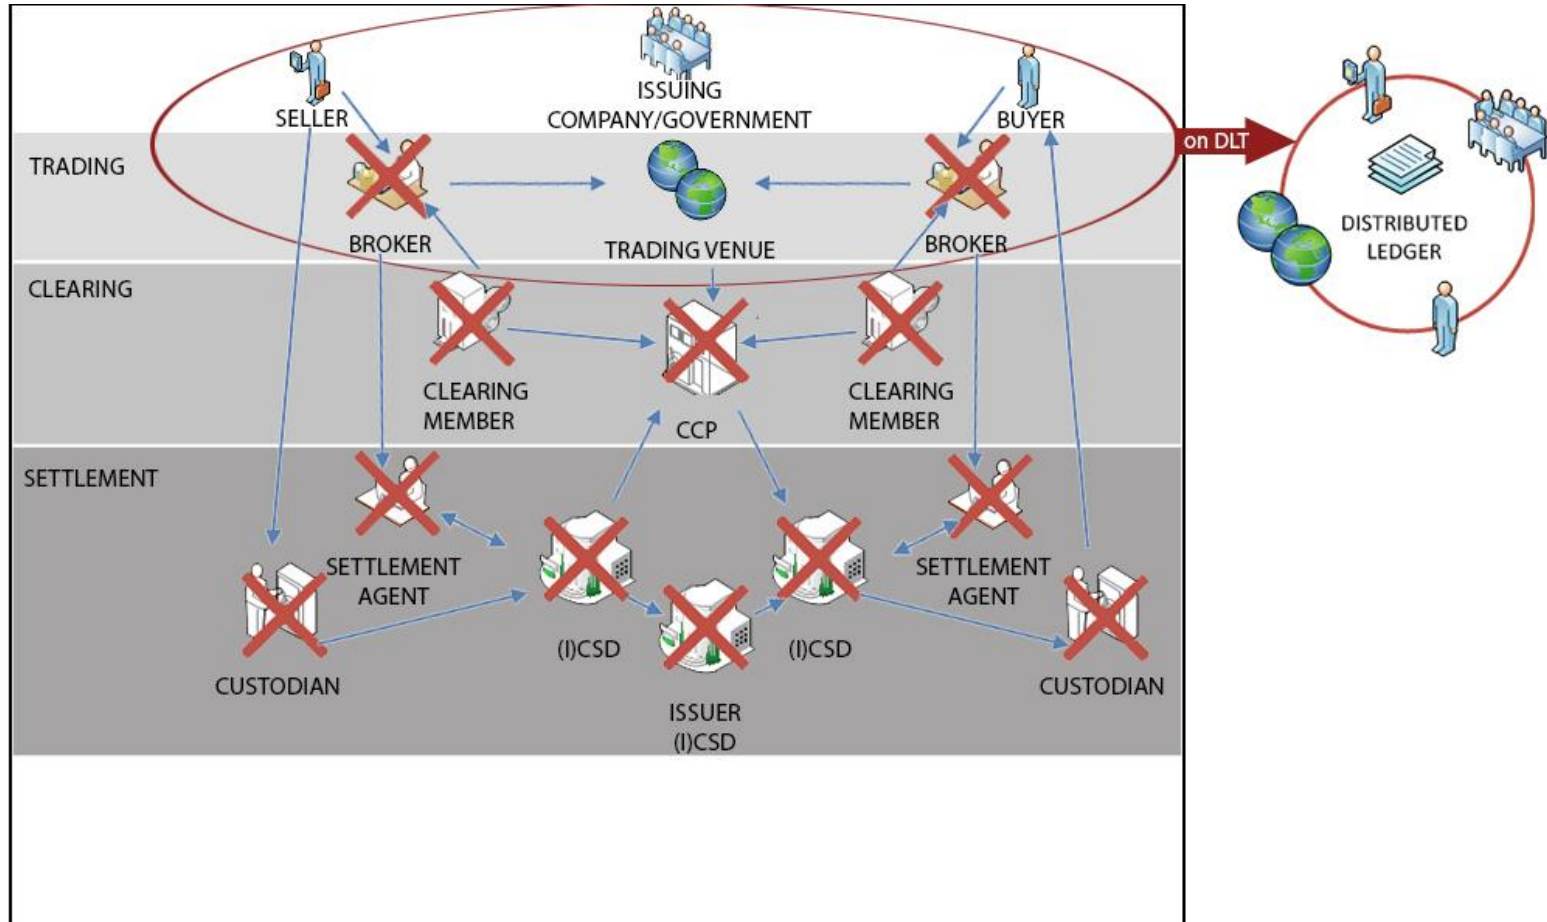 ISSUING
COMPANY/GOVERNMENT
SELLER
BUYER
on DLT
TRADING
BROKER
TRADING VENUE
BROKER
DISTRIBUTED
LEDGER
CLEARING
CLEARING
MEMBER
CCP
CLEARING
MEMBER
SETTLEMENT
SETTLEMENT
AGENT
SETTLEMENT
AGENT
(I)CSD
(I)CSD
CUSTODIAN
CUSTODIAN
ISSUER
(I)CSD